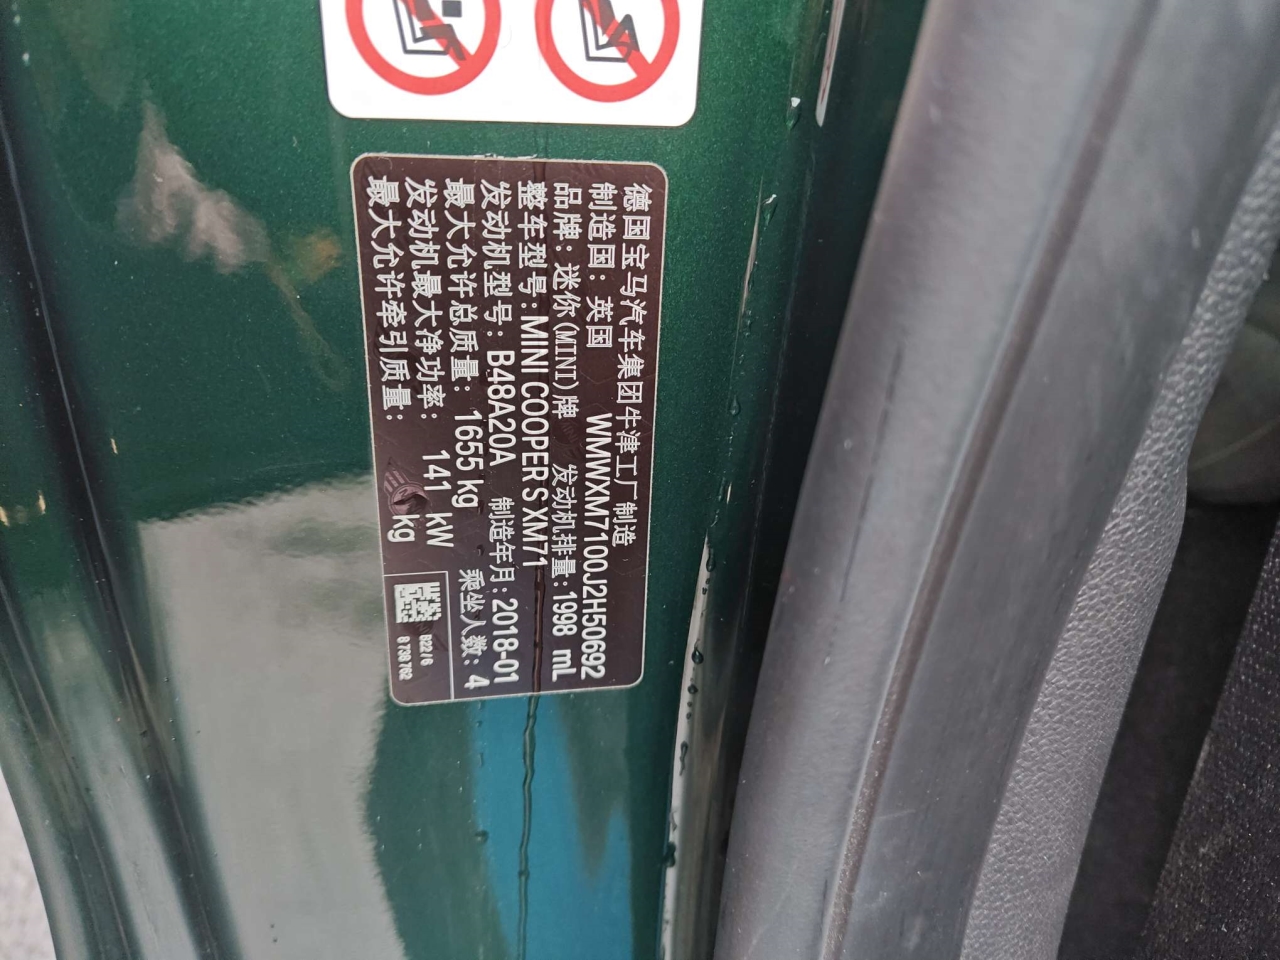 德国宝马汽车集团牛津工厂制造
制造国: 英国 WMWXM7100J2H50692
品牌: 迷你(MINI)牌 发动机排量: 1998 mL
整车型号: MINI COOPER S XM71
发动机型号: B48A20A 制造年月: 2018-01
最大允许总质量: 1655 kg 乘坐人数: 4
发动机最大净功率: 141 kW
最大允许牵引质量: kg
8 738 762